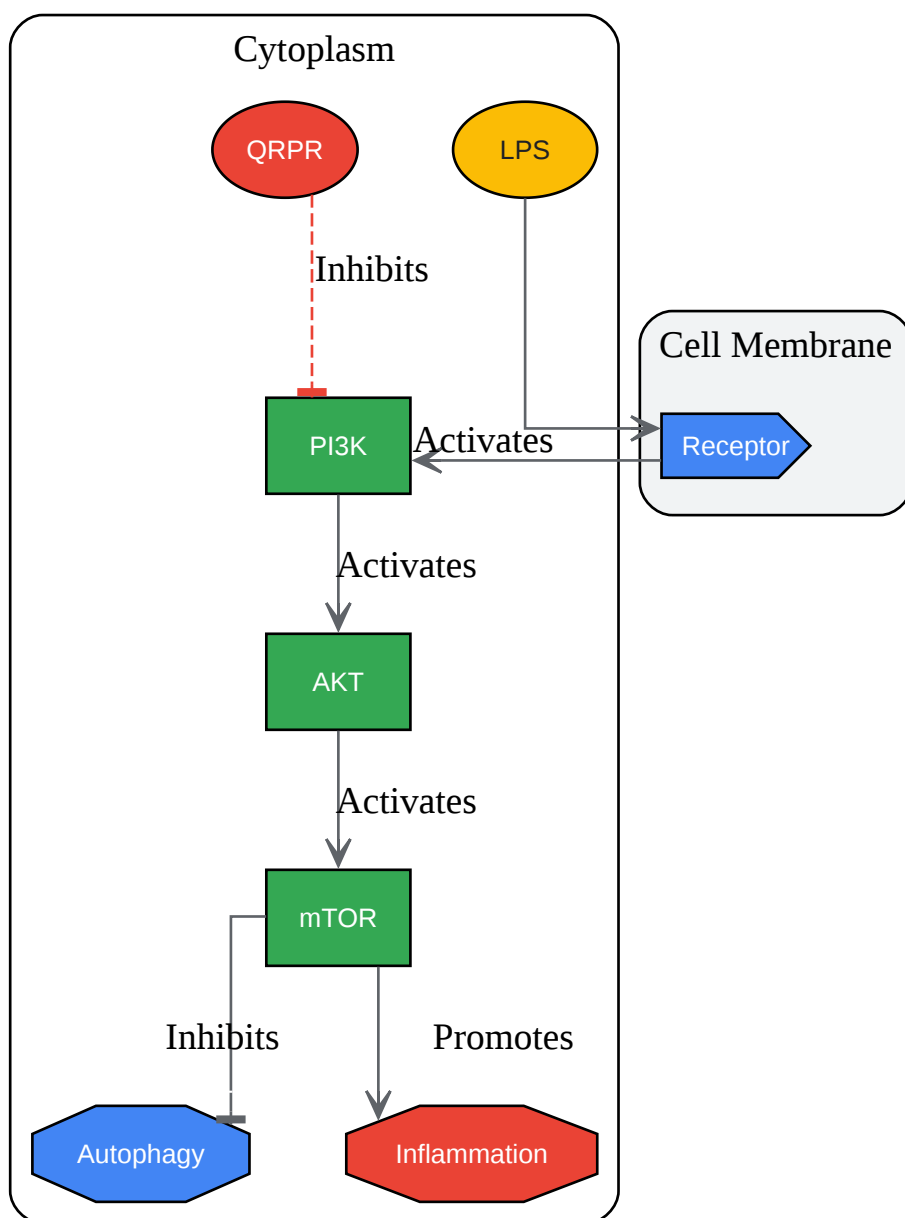 Cytoplasm
QRPR
LPS
Inhibits
Cell Membrane
Activates
Receptor
PI3K
Activates
AKT
Activates
mTOR
Inhibits
Promotes
Autophagy
Inflammation